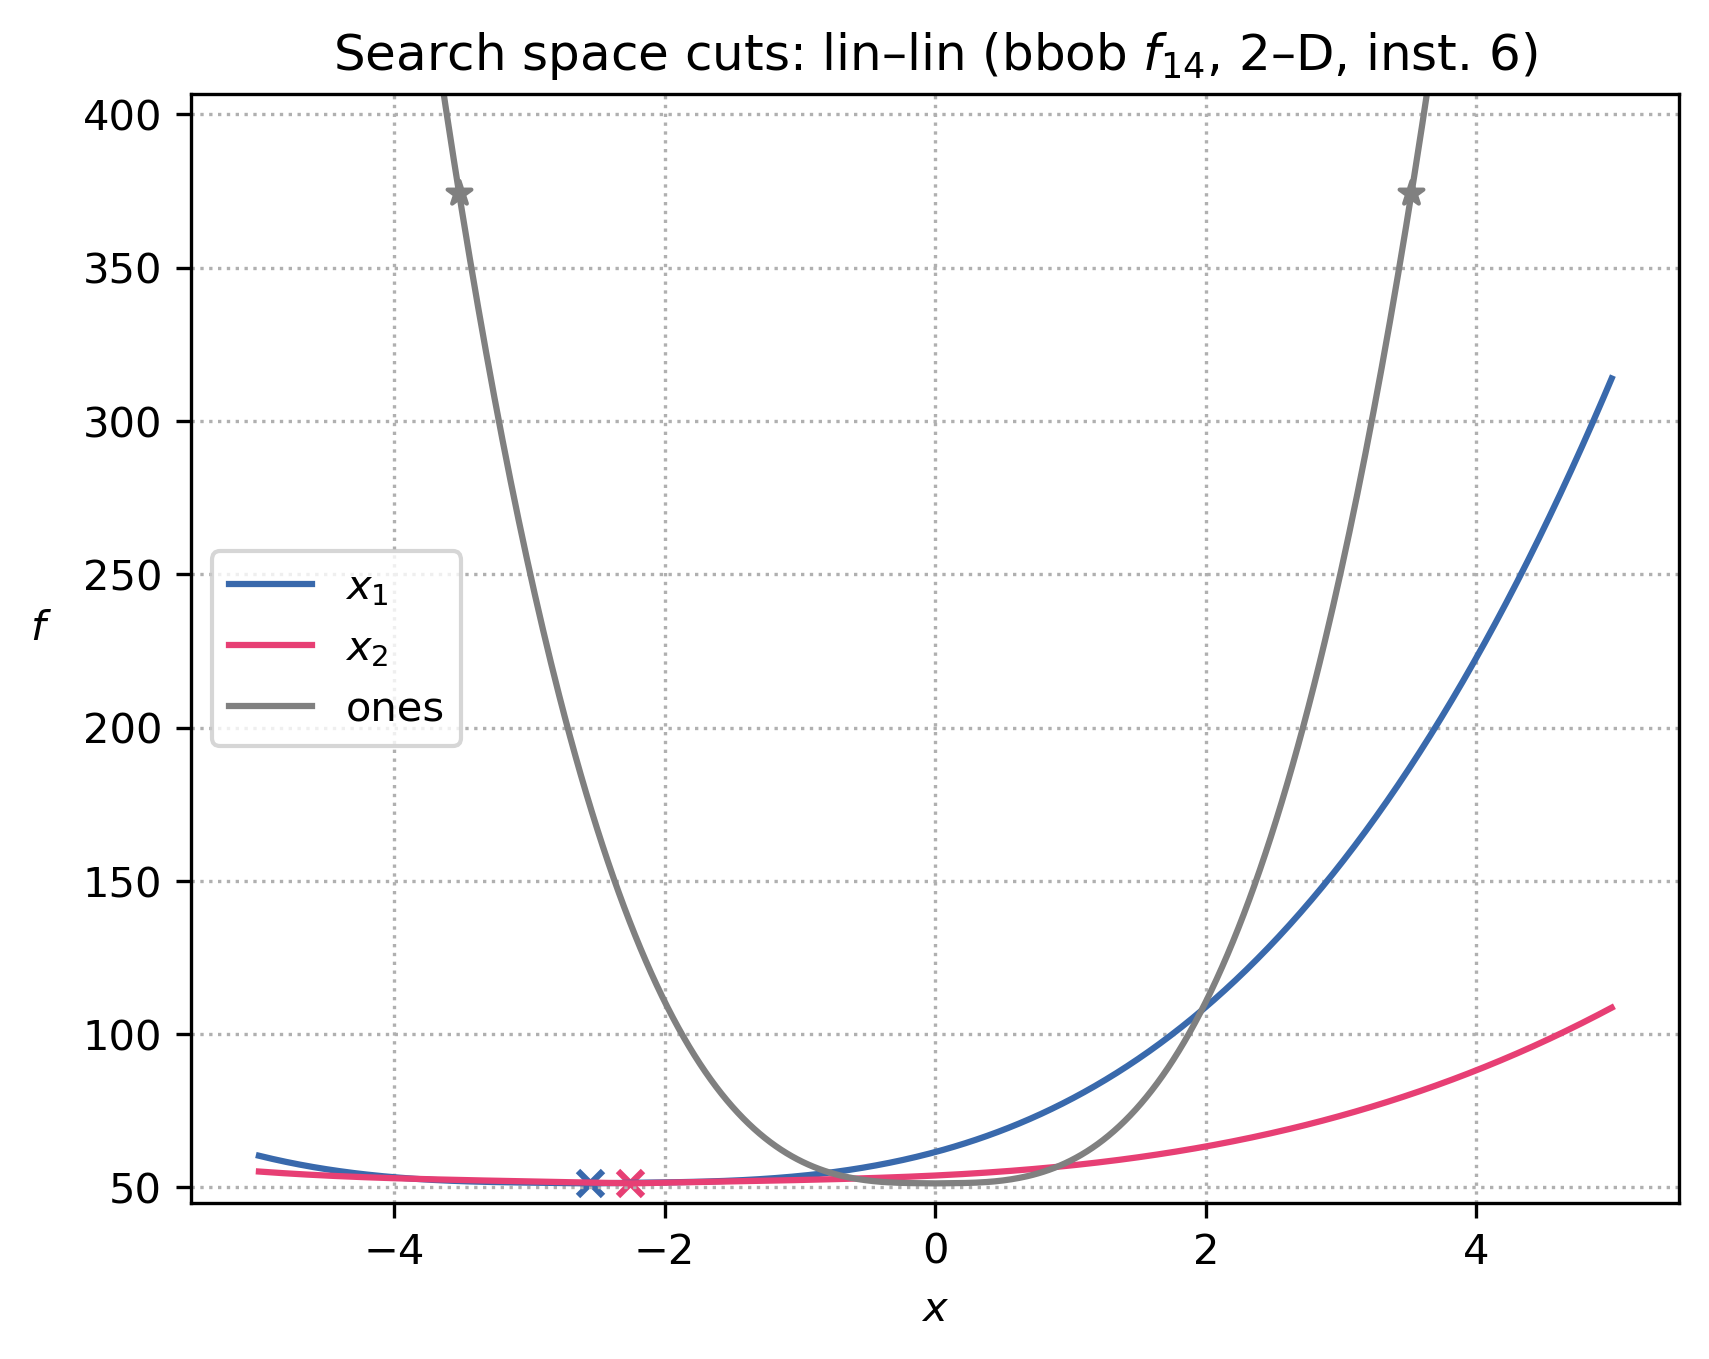 Search space cuts: lin–lin (bbob f₁₄, 2–D, inst. 6)
400
350
300
250
200
150
100
50
f
x₁
x₂
ones
−4
−2
0
2
4
x